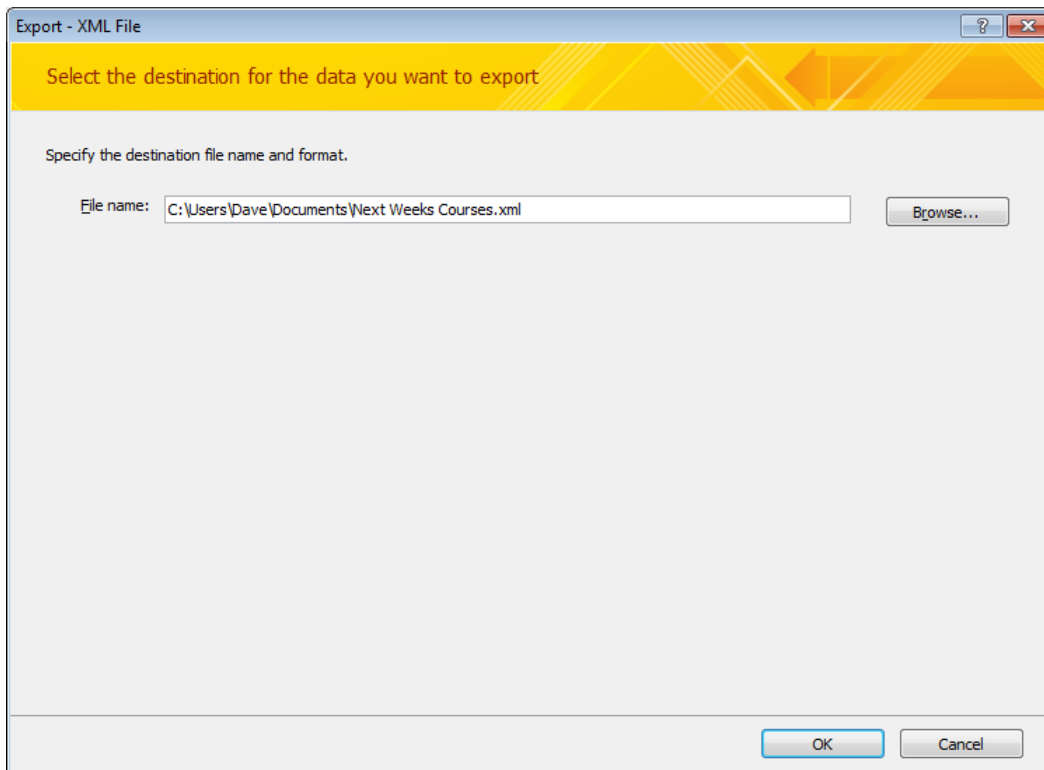 Export - XML File
Select the destination for the data you want to export
Specify the destination file name and format.
File name: C:\Users\Dave\Documents\Next Weeks Courses.xml Browse...
OK Cancel